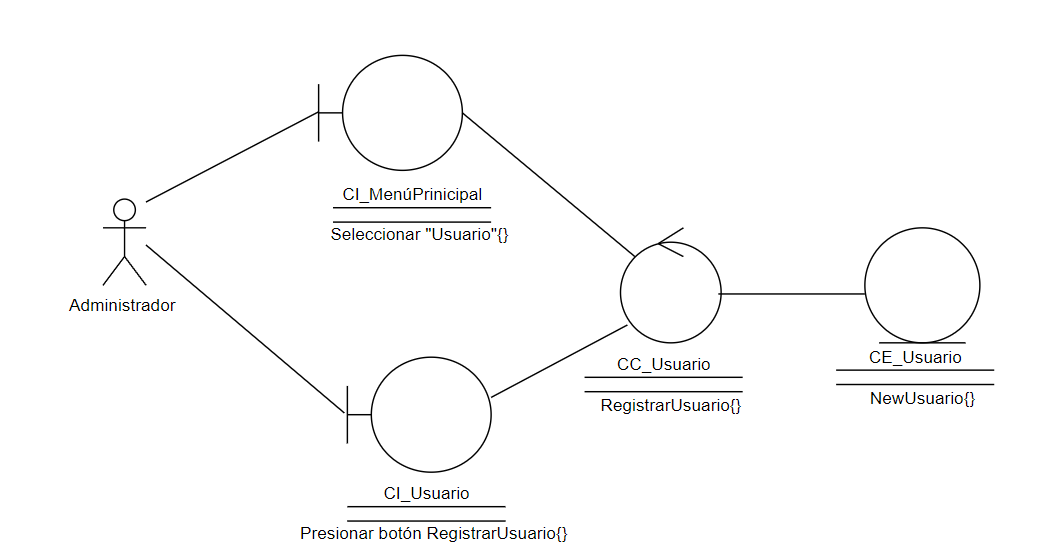 CI_MenúPrinicipal
Seleccionar "Usuario"{}
Administrador
CC_Usuario
RegistrarUsuario{}
CE_Usuario
NewUsuario{}
CI_Usuario
Presionar botón RegistrarUsuario{}